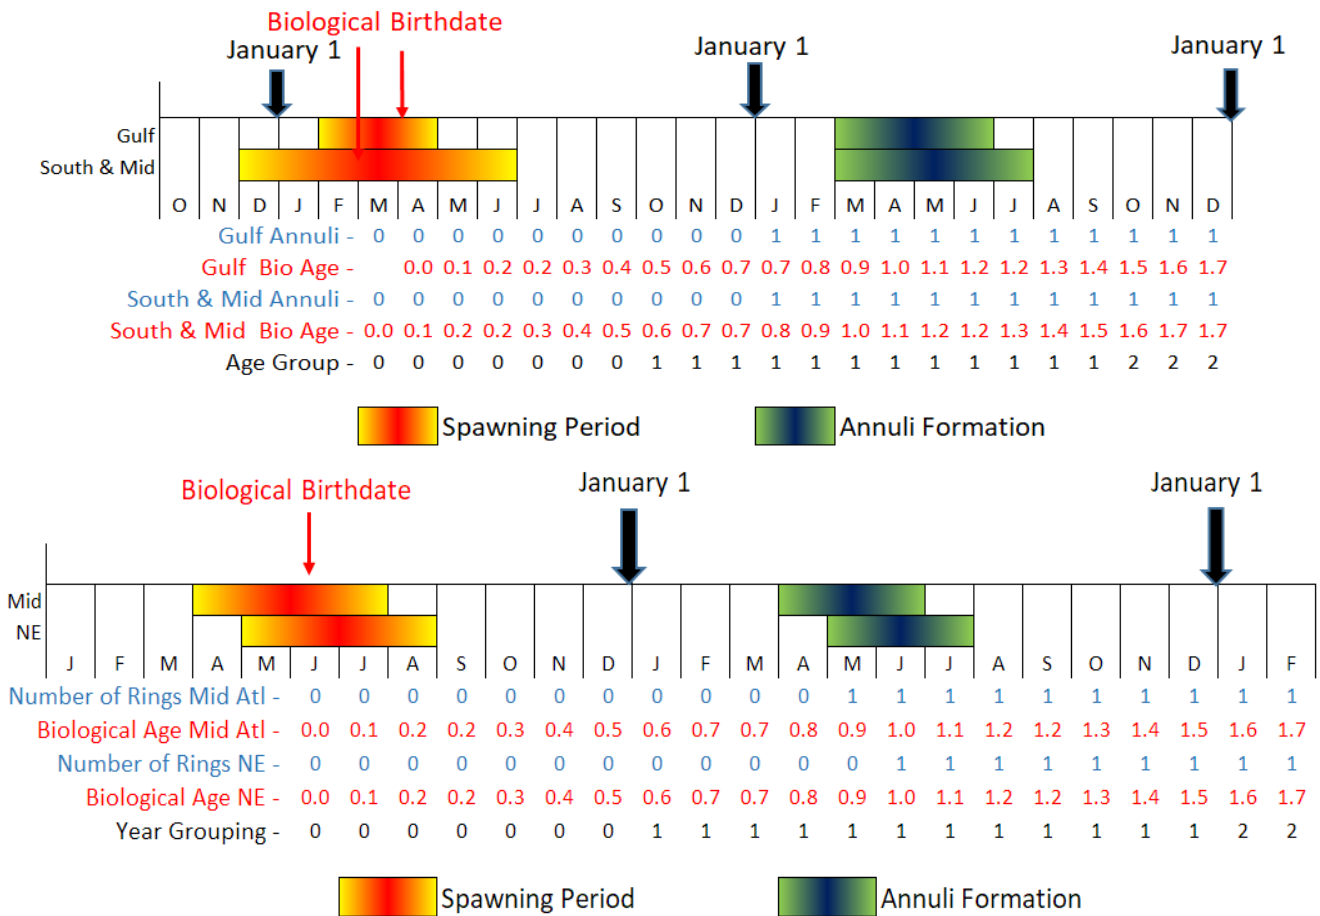 Biological Birthdate
January 1
January 1
January 1
Gulf
South & Mid
O N D J F M A M J J A S O N D J F M A M J J A S O N D
Gulf Annuli - 0 0 0 0 0 0 0 0 0 0 1 1 1 1 1 1 1 1 1 1 1 1
Gulf Bio Age - 0.0 0.1 0.2 0.2 0.3 0.4 0.5 0.6 0.7 0.7 0.8 0.9 1.0 1.1 1.2 1.2 1.3 1.4 1.5 1.6 1.7
South & Mid Annuli - 0 0 0 0 0 0 0 0 0 0 1 1 1 1 1 1 1 1 1 1 1 1
South & Mid Bio Age - 0.0 0.1 0.2 0.2 0.3 0.4 0.5 0.6 0.7 0.7 0.8 0.9 1.0 1.1 1.2 1.2 1.3 1.4 1.5 1.6 1.7 1.7
Age Group - 0 0 0 0 0 0 0 1 1 1 1 1 1 1 1 1 1 1 1 2 2 2
Spawning Period
Annuli Formation
Biological Birthdate
January 1
January 1
Mid
NE
J F M A M J J A S O N D J F M A M J J A S O N D J F
Number of Rings Mid Atl - 0 0 0 0 0 0 0 0 0 0 0 1 1 1 1 1 1 1 1 1 1
Biological Age Mid Atl - 0.0 0.1 0.2 0.2 0.3 0.4 0.5 0.6 0.7 0.7 0.8 0.9 1.0 1.1 1.2 1.2 1.3 1.4 1.5 1.6 1.7
Number of Rings NE - 0 0 0 0 0 0 0 0 0 0 0 0 1 1 1 1 1 1 1 1 1
Biological Age NE - 0.0 0.1 0.2 0.2 0.3 0.4 0.5 0.6 0.7 0.7 0.8 0.9 1.0 1.1 1.2 1.2 1.3 1.4 1.5 1.6 1.7
Year Grouping - 0 0 0 0 0 0 0 1 1 1 1 1 1 1 1 1 1 1 1 2 2
Spawning Period
Annuli Formation